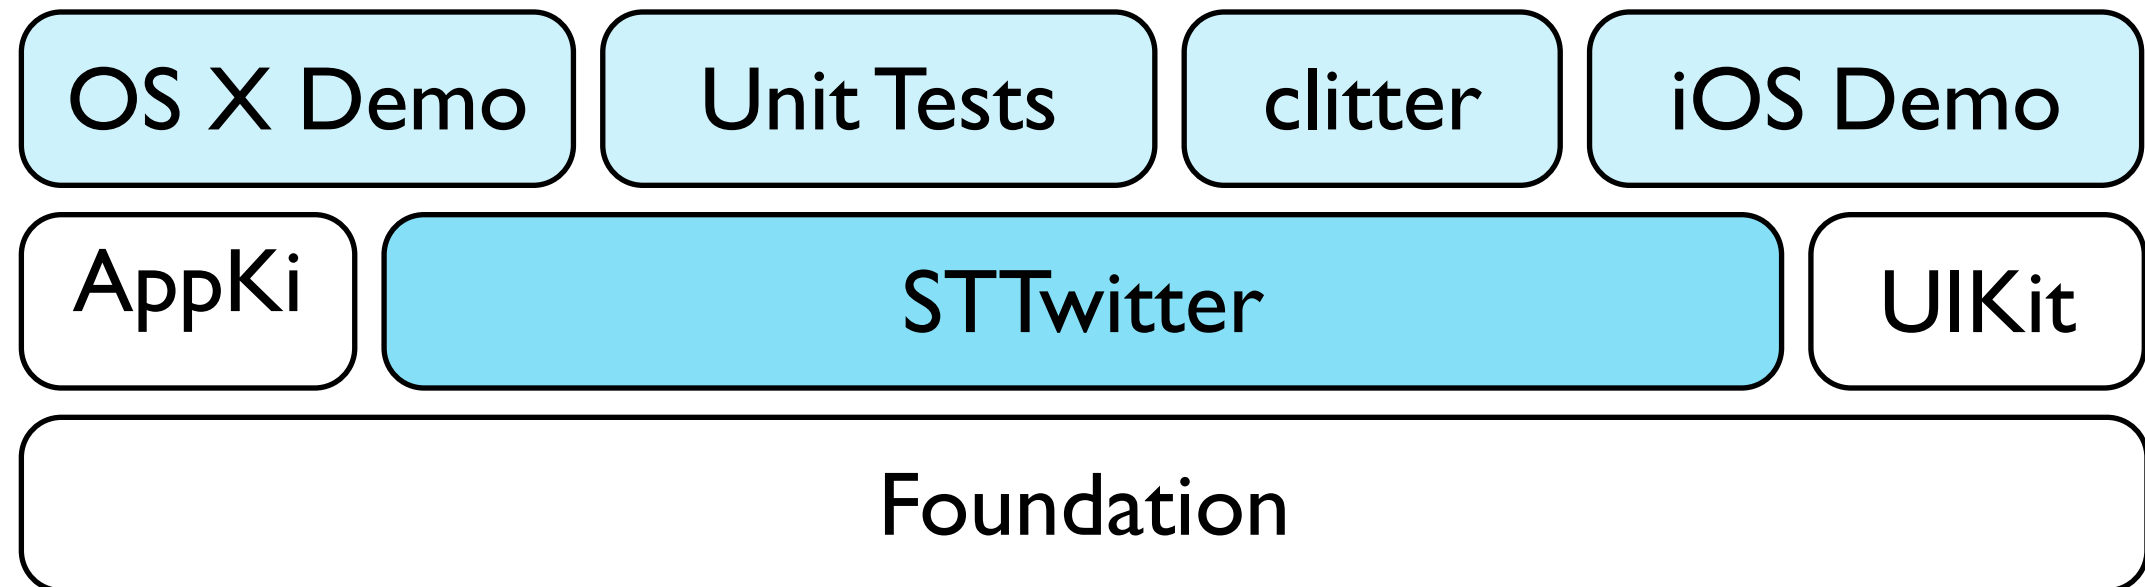 OS X Demo
Unit Tests
clitter
iOS Demo
AppKi
STTwitter
UIKit
Foundation